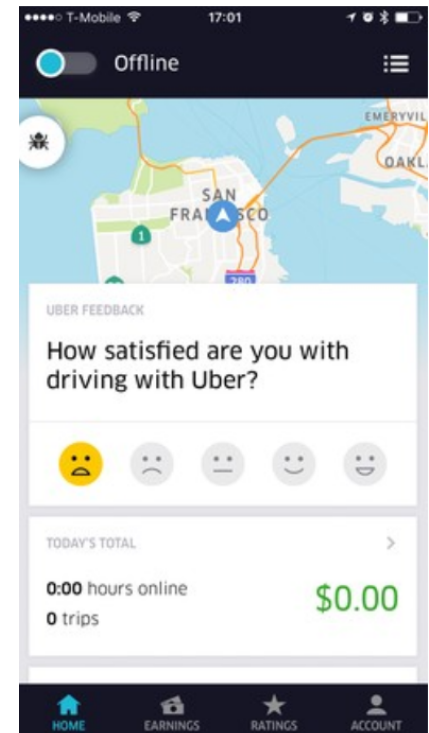 T-Mobile 17:01
Offline
EMERYVIL
OAKL
SAN
FRANCISCO
1
280
UBER FEEDBACK
How satisfied are you with
driving with Uber?
TODAY'S TOTAL
0:00 hours online
$0.00
0 trips
HOME EARNINGS RATINGS ACCOUNT